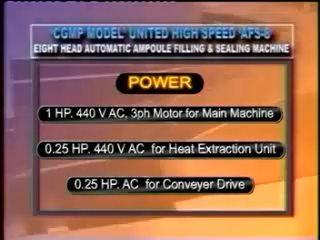 'CGMP MODEL' UNITED HIGH SPEED 'AFS-8'
EIGHT HEAD AUTOMATIC AMPOULE FILLING & SEALING MACHINE
POWER
1 HP. 440 V AC, 3ph Motor for Main Machine
0.25 HP. 440 V AC for Heat Extraction Unit
0.25 HP. AC for Conveyer Drive